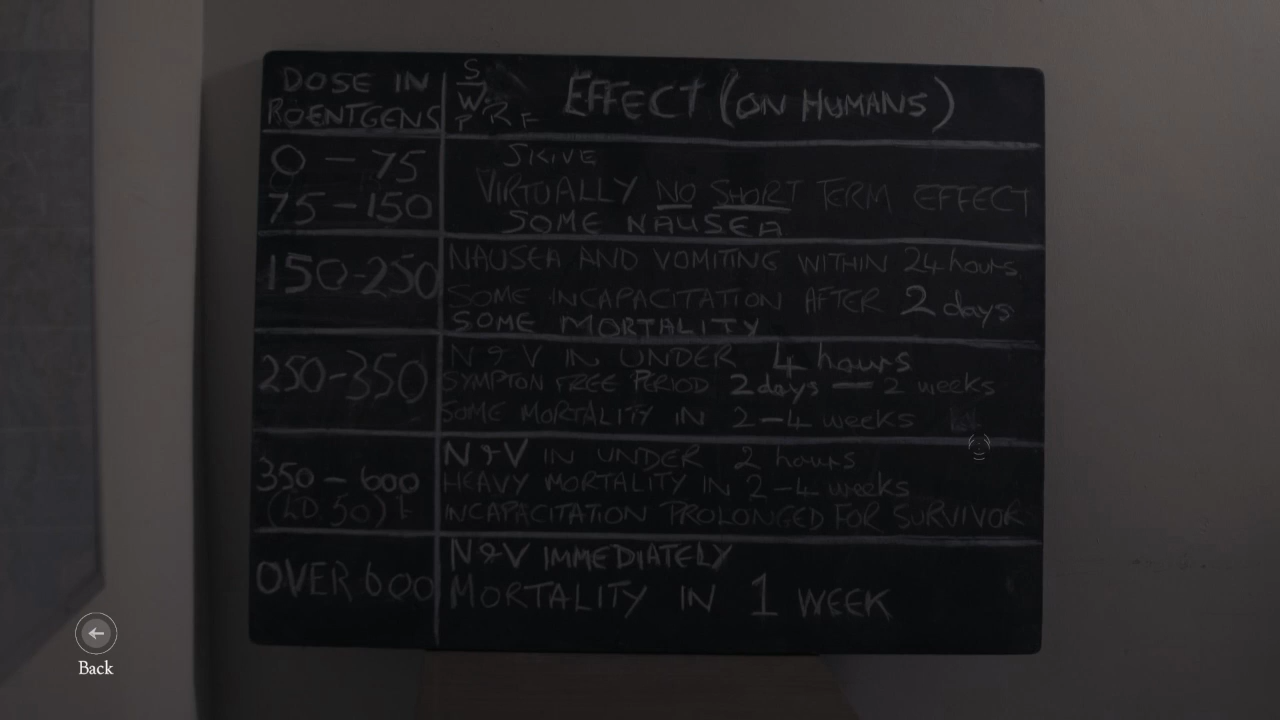 DOSE IN
ROENTGENS
S
EFFECT (ON HUMANS)
0 – 75
SKIVE
VIRTUALLY NO SHORT TERM EFFECT
75 – 150
SOME NAUSEA
150-250
NAUSEA AND VOMITING WITHIN 24 hours
SOME INCAPACITATION AFTER 2 days
SOME MORTALITY
250-350
N & V IN UNDER 4 hours
SYMPTON FREE PERIOD 2 days — 2 weeks
SOME MORTALITY IN 2-4 weeks
350 – 600
(LD.50)
N & V IN UNDER 2 hours
HEAVY MORTALITY IN 2-4 weeks
INCAPACITATION PROLONGED FOR SURVIVOR
OVER 600
N & V IMMEDIATELY
MORTALITY IN 1 WEEK
Back